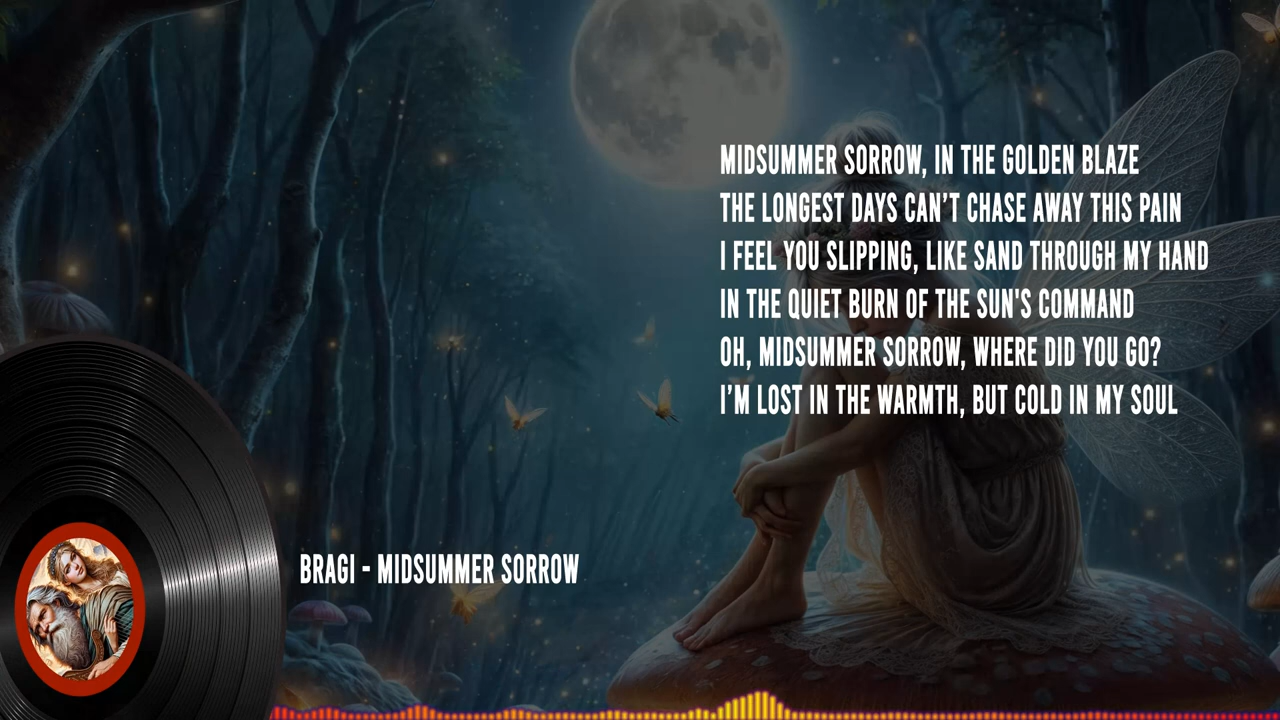 MIDSUMMER SORROW, IN THE GOLDEN BLAZE
THE LONGEST DAYS CAN’T CHASE AWAY THIS PAIN
I FEEL YOU SLIPPING, LIKE SAND THROUGH MY HAND
IN THE QUIET BURN OF THE SUN'S COMMAND
OH, MIDSUMMER SORROW, WHERE DID YOU GO?
I’M LOST IN THE WARMTH, BUT COLD IN MY SOUL
BRAGI - MIDSUMMER SORROW